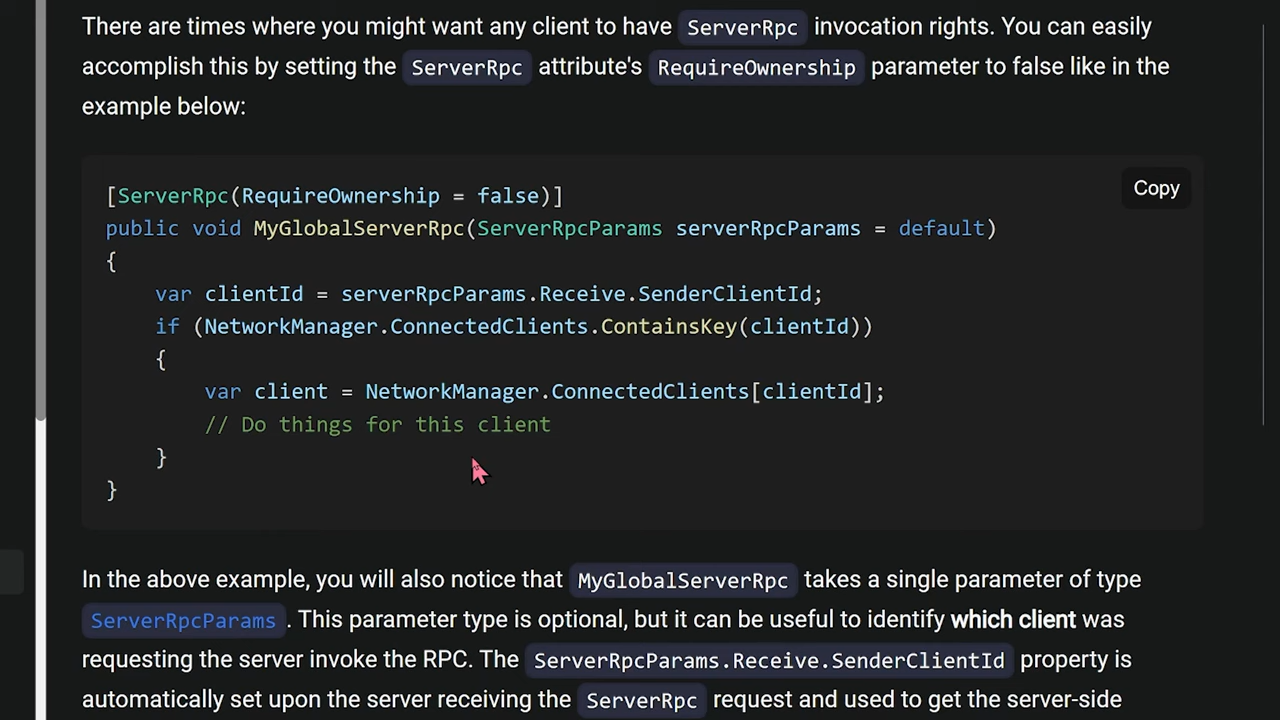 There are times where you might want any client to have ServerRpc invocation rights. You can easily
accomplish this by setting the ServerRpc attribute's RequireOwnership parameter to false like in the
example below:
Copy
[ServerRpc(RequireOwnership = false)]
public void MyGlobalServerRpc(ServerRpcParams serverRpcParams = default)
{
    var clientId = serverRpcParams.Receive.SenderClientId;
    if (NetworkManager.ConnectedClients.ContainsKey(clientId))
    {
        var client = NetworkManager.ConnectedClients[clientId];
        // Do things for this client
    }
}
In the above example, you will also notice that MyGlobalServerRpc takes a single parameter of type
ServerRpcParams. This parameter type is optional, but it can be useful to identify which client was
requesting the server invoke the RPC. The ServerRpcParams.Receive.SenderClientId property is
automatically set upon the server receiving the ServerRpc request and used to get the server-side